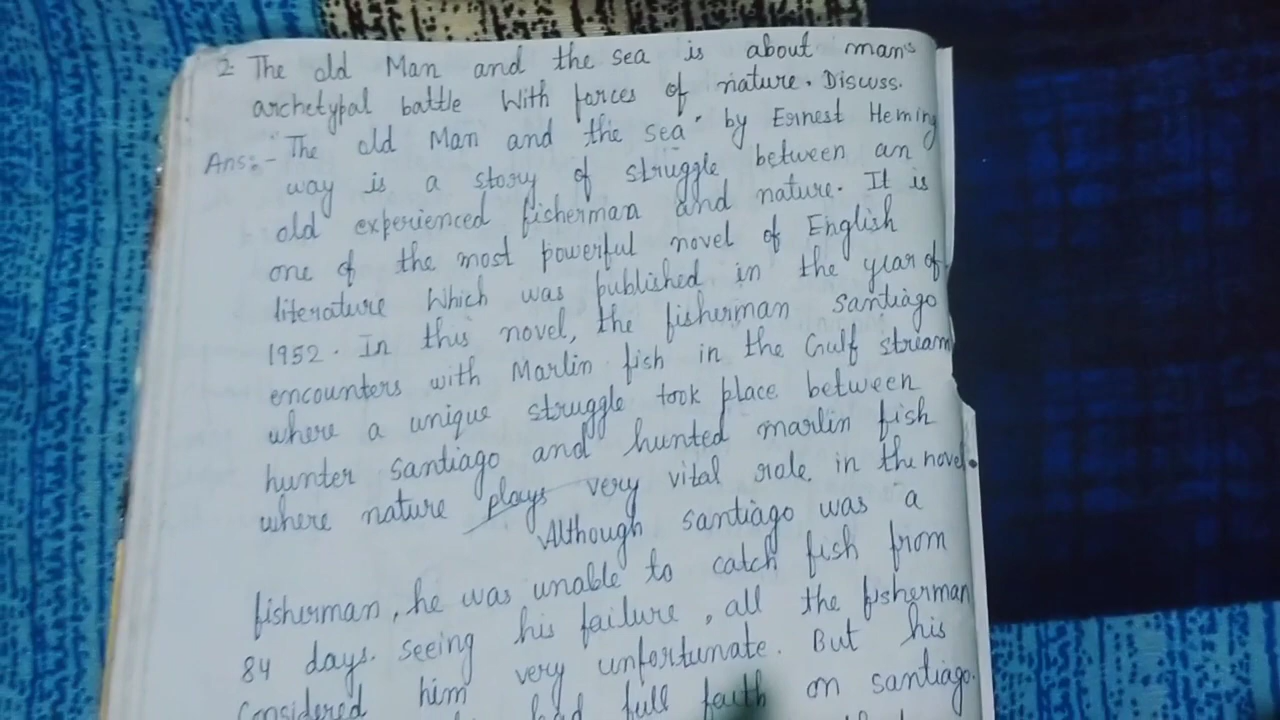 2. The old Man and the sea is about man's
archetypal battle With forces of nature. Discuss.
Ans:- "The old Man and the sea" by Ernest Heming
way is a story of struggle between an
old experienced fisherman and nature. It is
one of the most powerful novel of English
literature Which was published in the year of
1952. In this novel, the fisherman santiago
encounters with Marlin fish in the Gulf stream
where a unique struggle took place between
hunter santiago and hunted marlin fish
where nature plays very vital role in the novel.
Although santiago was a
fisherman, he was unable to catch fish from
84 days. seeing his failure, all the fisherman
Considered him very unfortunate. But his
had full faith on santiago.